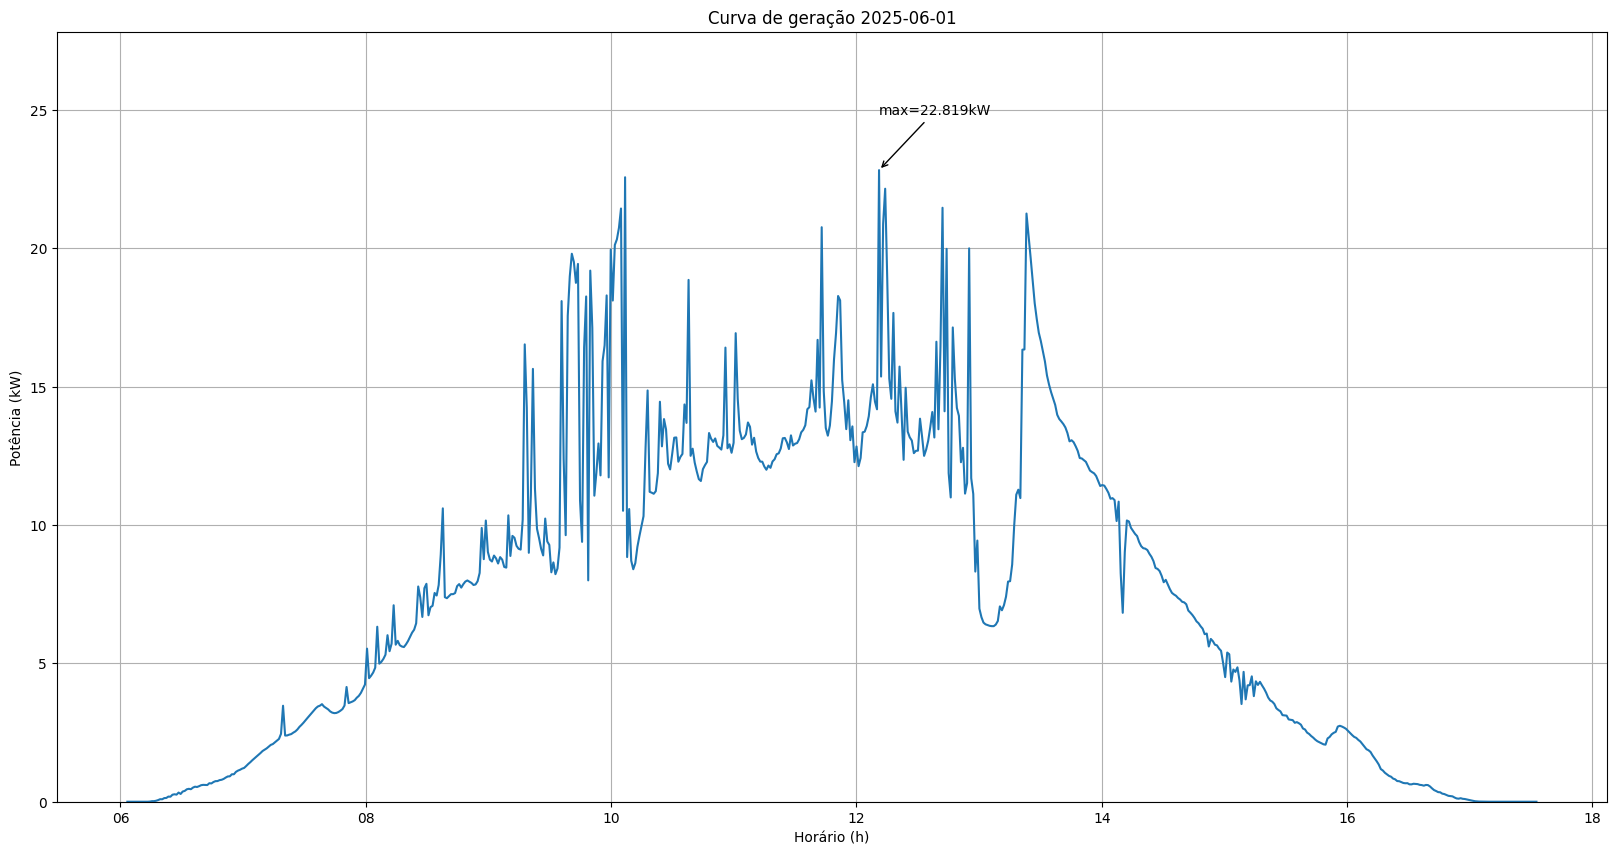 Curva de geração 2025-06-01
max=22.819kW
Potência (kW)
25
20
15
10
5
0
06 08 10 12 14 16 18
Horário (h)